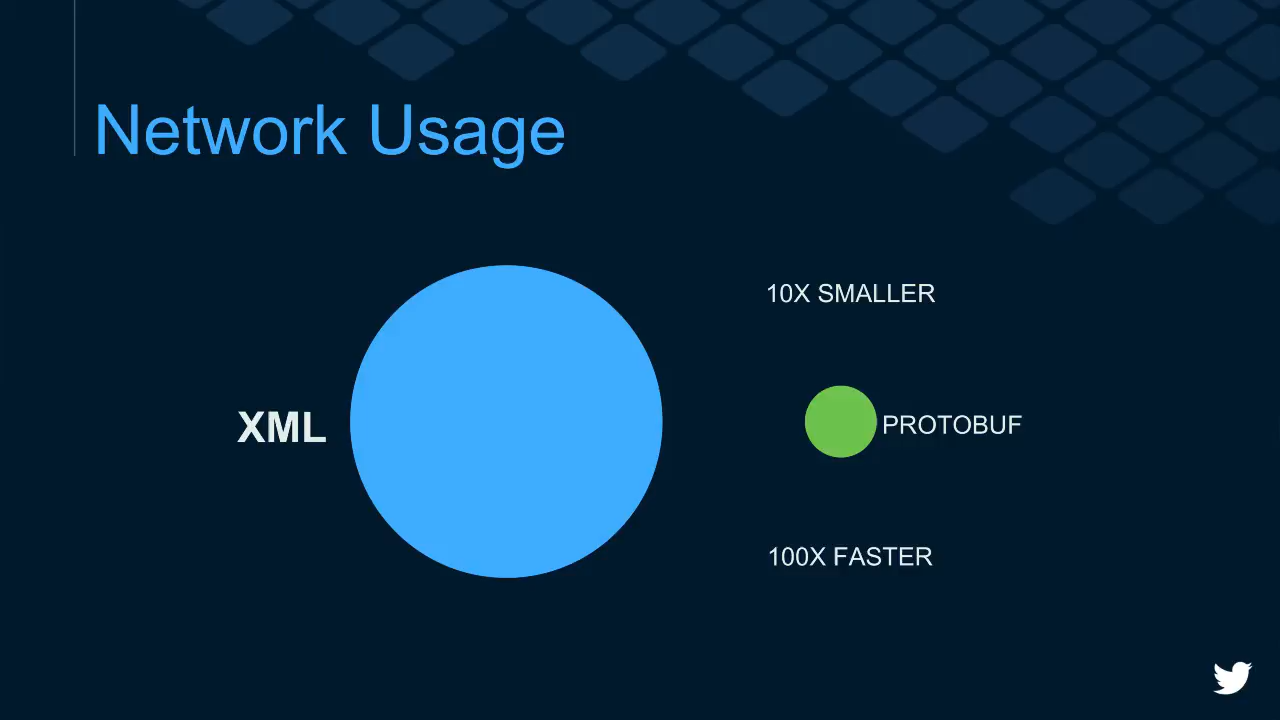 Network Usage
10X SMALLER
XML
PROTOBUF
100X FASTER